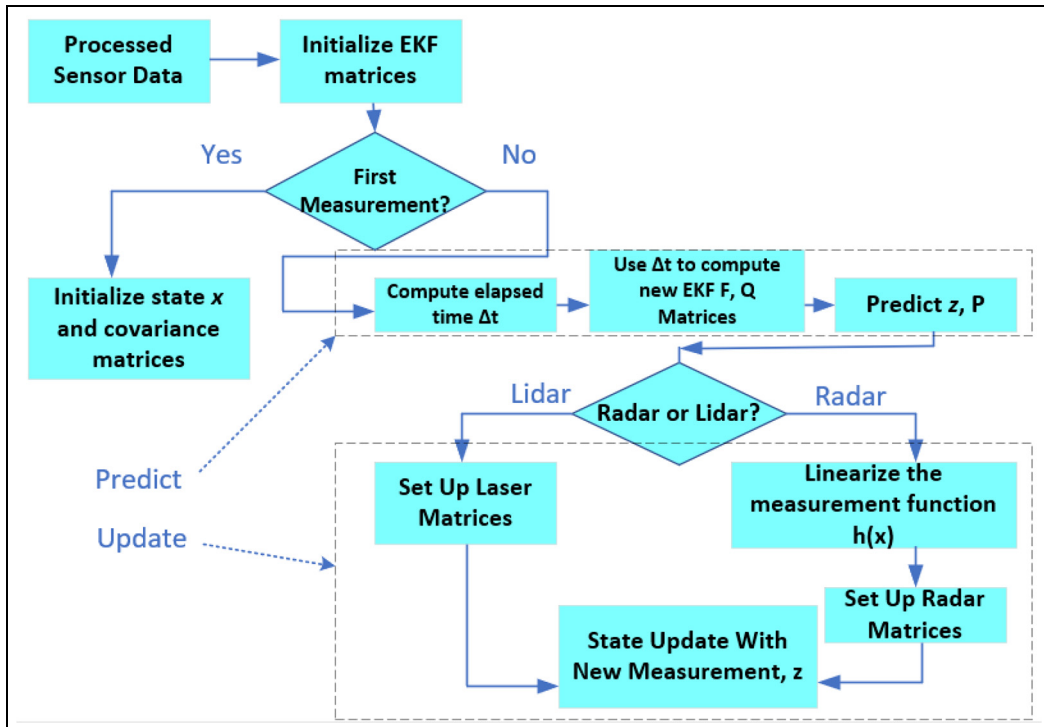 Processed
Sensor Data
Initialize EKF
matrices
Yes
No
First
Measurement?
Initialize state x
and covariance
matrices
Compute elapsed
time Δt
Use Δt to compute
new EKF F, Q
Matrices
Predict z, P
Lidar
Radar or Lidar?
Radar
Predict
Update
Set Up Laser
Matrices
Linearize the
measurement function
h(x)
Set Up Radar
Matrices
State Update With
New Measurement, z